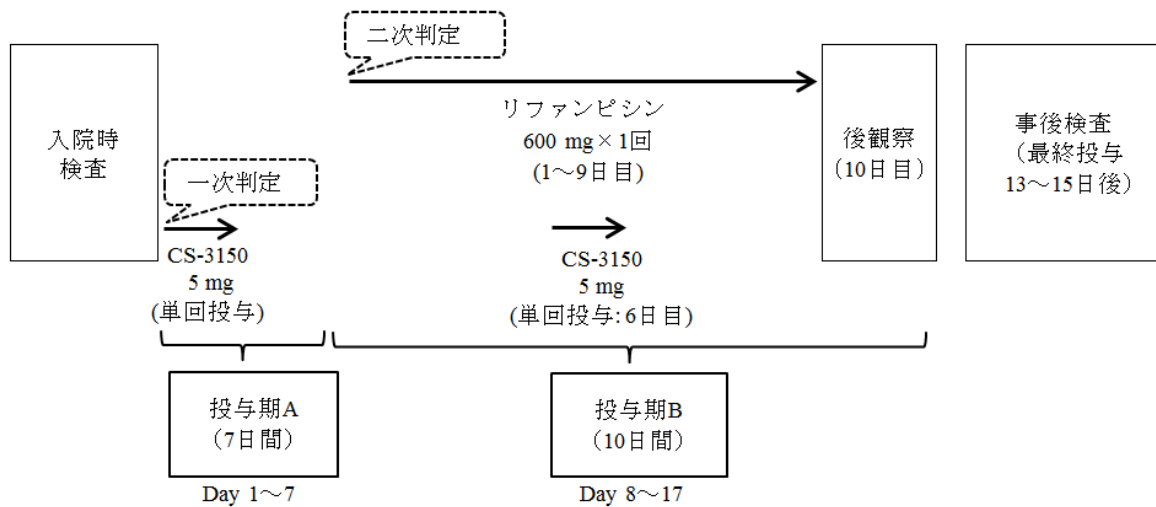 入院時
検査
一次判定
CS-3150
5 mg
(単回投与)
二次判定
リファンピシン
600 mg×1回
(1～9日目)
CS-3150
5 mg
(単回投与: 6日目)
後観察
(10日目)
事後検査
（最終投与
13～15日後）
投与期A
（7日間）
Day 1～7
投与期B
（10日間）
Day 8～17